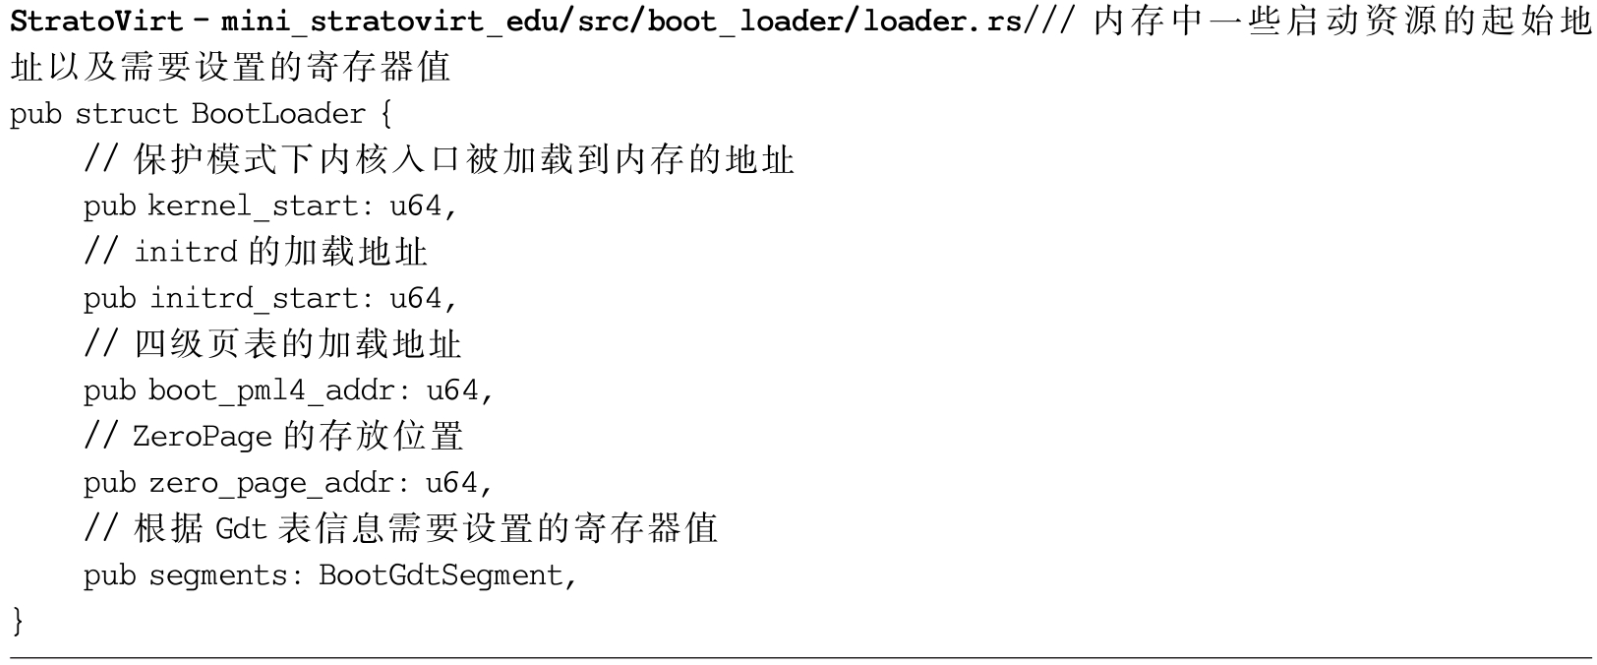 StratoVirt - mini_stratovirt_edu/src/boot_loader/loader.rs/// 内存中一些启动资源的起始地
址以及需要设置的寄存器值
pub struct BootLoader {
    // 保护模式下内核入口被加载到内存的地址
    pub kernel_start: u64,
    // initrd 的加载地址
    pub initrd_start: u64,
    // 四级页表的加载地址
    pub boot_pml4_addr: u64,
    // ZeroPage 的存放位置
    pub zero_page_addr: u64,
    // 根据 Gdt 表信息需要设置的寄存器值
    pub segments: BootGdtSegment,
}